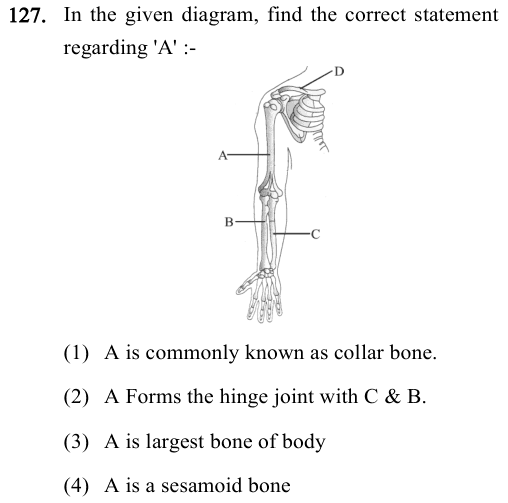 127. In the given diagram, find the correct statement
regarding 'A' :-
D
A
B
C
(1) A is commonly known as collar bone.
(2) A Forms the hinge joint with C & B.
(3) A is largest bone of body
(4) A is a sesamoid bone